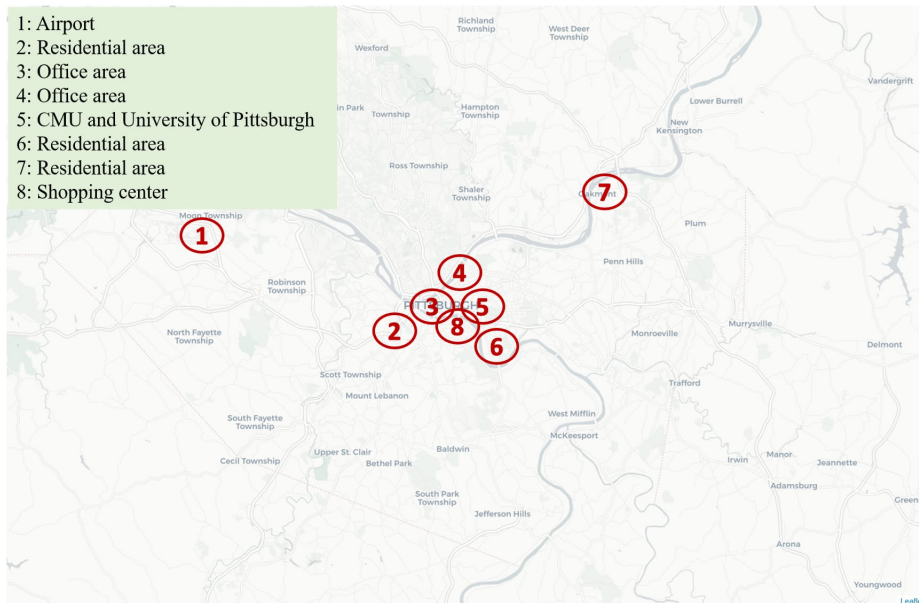 1: Airport
2: Residential area
3: Office area
4: Office area
5: CMU and University of Pittsburgh
6: Residential area
7: Residential area
8: Shopping center
Richland
Township
West Deer
Township
Wexford
Vandergrift
in Park
Township
Hampton
Township
Lower Burrell
New
Kensington
Ross Township
Shaler
Township
7
Oakmont
Moon Township
1
Plum
Penn Hills
4
Robinson
Township
PITTSBURGH
3
5
8
2
6
North Fayette
Township
Monroeville
Murrysville
Delmont
Scott Township
Mount Lebanon
Trafford
South Fayette
Township
West Mifflin
McKeesport
Cecil Township
Upper St. Clair
Bethel Park
Baldwin
Irwin
Manor
Jeannette
Adamsburg
South Park
Township
Green
Jefferson Hills
Arona
Youngwood
Leafl